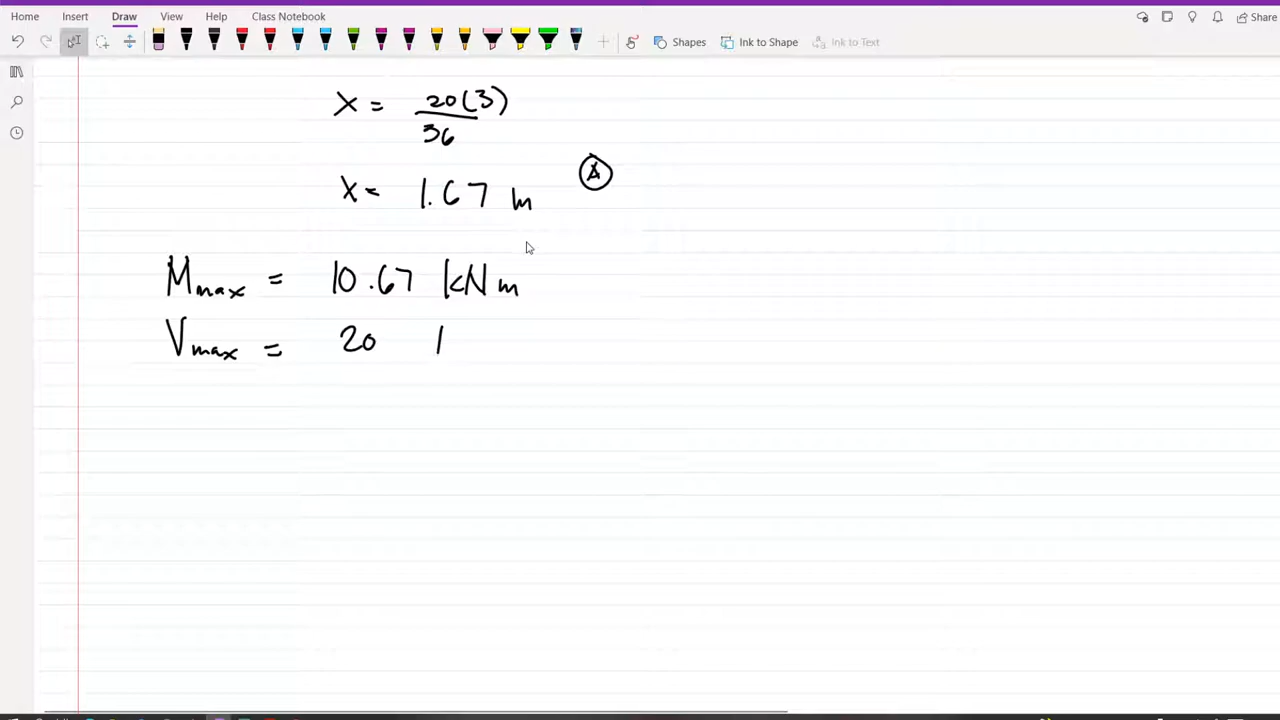 Home Insert Draw View Help Class Notebook Share
Shapes Ink to Shape Ink to Text
X = 20(3)
36
X = 1.67 m A
Mmax = 10.67 kNm
Vmax = 20 |